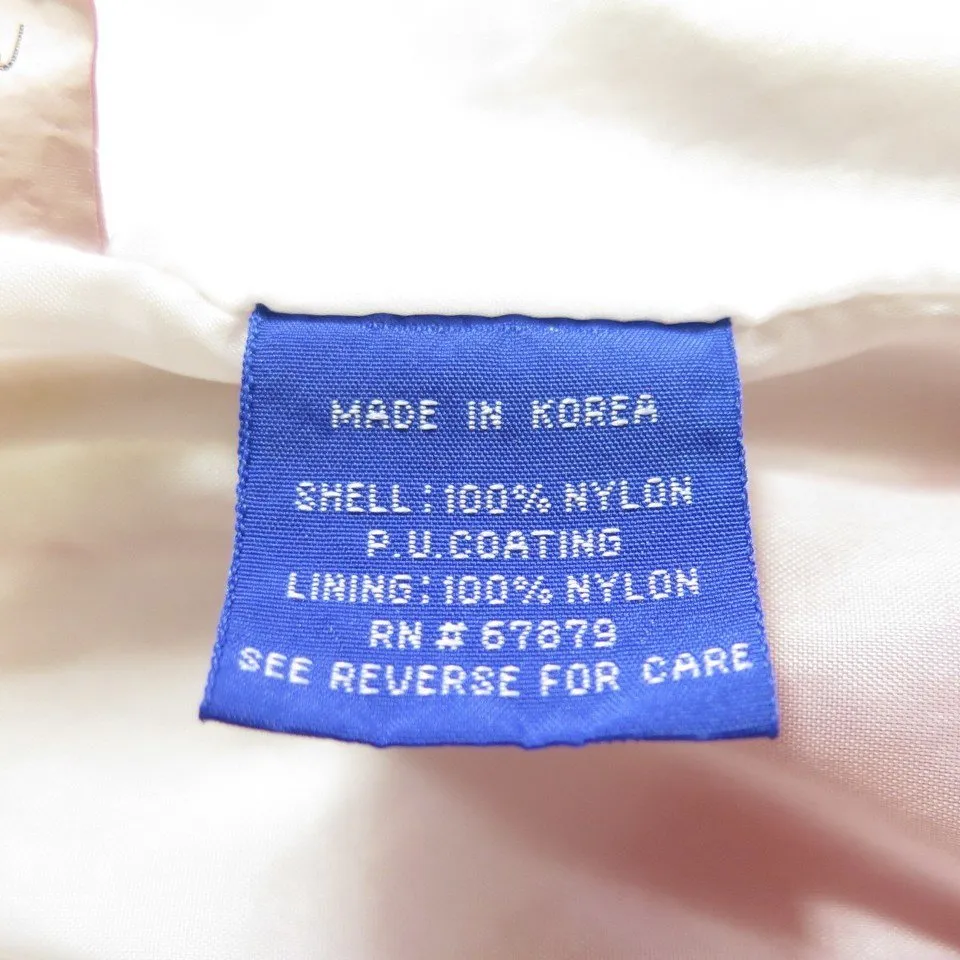 MADE IN KOREA
SHELL: 100% NYLON
P.U.COATING
LINING: 100% NYLON
RN # 67879
SEE REVERSE FOR CARE